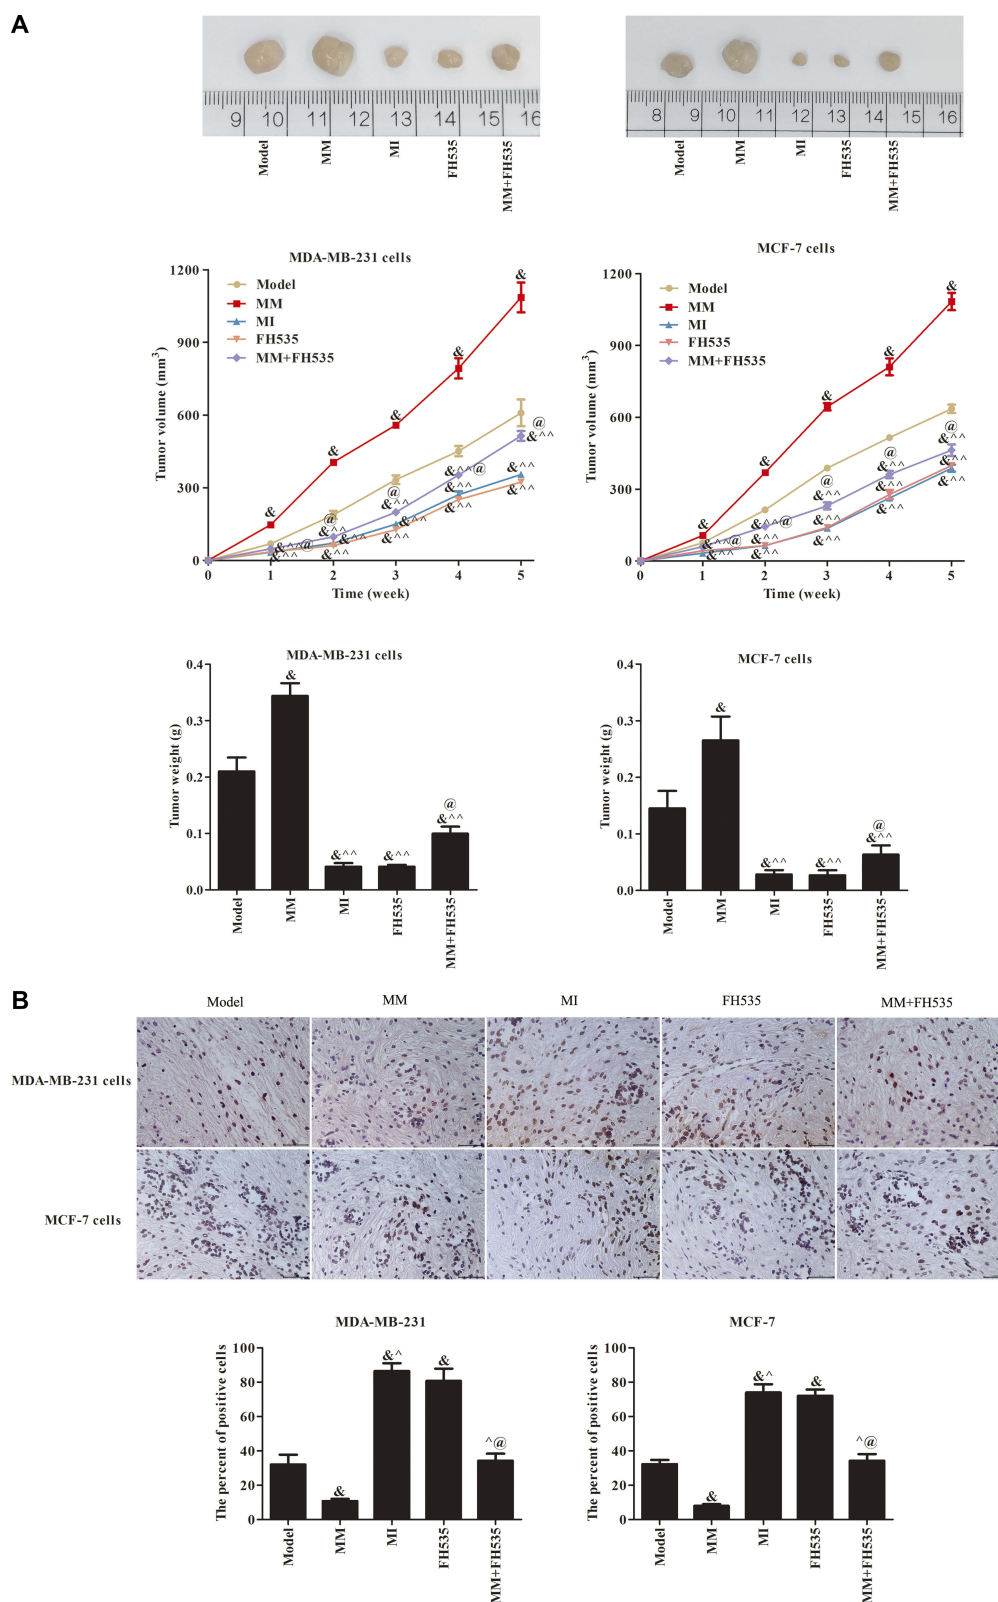 A
9 10 11 12 13 14 15 16
8 9 10 11 12 13 14 15 16
Model MM MI FH535 MM+FH535
Model MM MI FH535 MM+FH535
MDA-MB-231 cells
Tumor volume (mm3)
1200
900
600
300
0
Model
MM
MI
FH535
MM+FH535
& & & & &
@ @ @ @ @
&^^ &^^ &^^ &^^ &^^
&^^ &^^ &^^ &^^ &^^
&^^ &^^ &^^ &^^ &^^
0 1 2 3 4 5
Time (week)
MCF-7 cells
Tumor volume (mm3)
1200
900
600
300
0
Model
MM
MI
FH535
MM+FH535
& & & & &
@ @ @ @ @
&^^ &^^ &^^ &^^ &^^
&^^ &^^ &^^ &^^ &^^
&^^ &^^ &^^ &^^ &^^
0 1 2 3 4 5
Time (week)
MDA-MB-231 cells
Tumor weight (g)
0.4
0.3
0.2
0.1
0.0
&
&^^ &^^
@
&^^
Model MM MI FH535 MM+FH535
MCF-7 cells
Tumor weight (g)
0.4
0.3
0.2
0.1
0.0
&
&^^ &^^
@
&^^
Model MM MI FH535 MM+FH535
B
Model MM MI FH535 MM+FH535
MDA-MB-231 cells
MCF-7 cells
MDA-MB-231
The percent of positive cells
100
80
60
40
20
0
& &^ & ^@
Model MM MI FH535 MM+FH535
MCF-7
The percent of positive cells
100
80
60
40
20
0
& &^ & ^@
Model MM MI FH535 MM+FH535